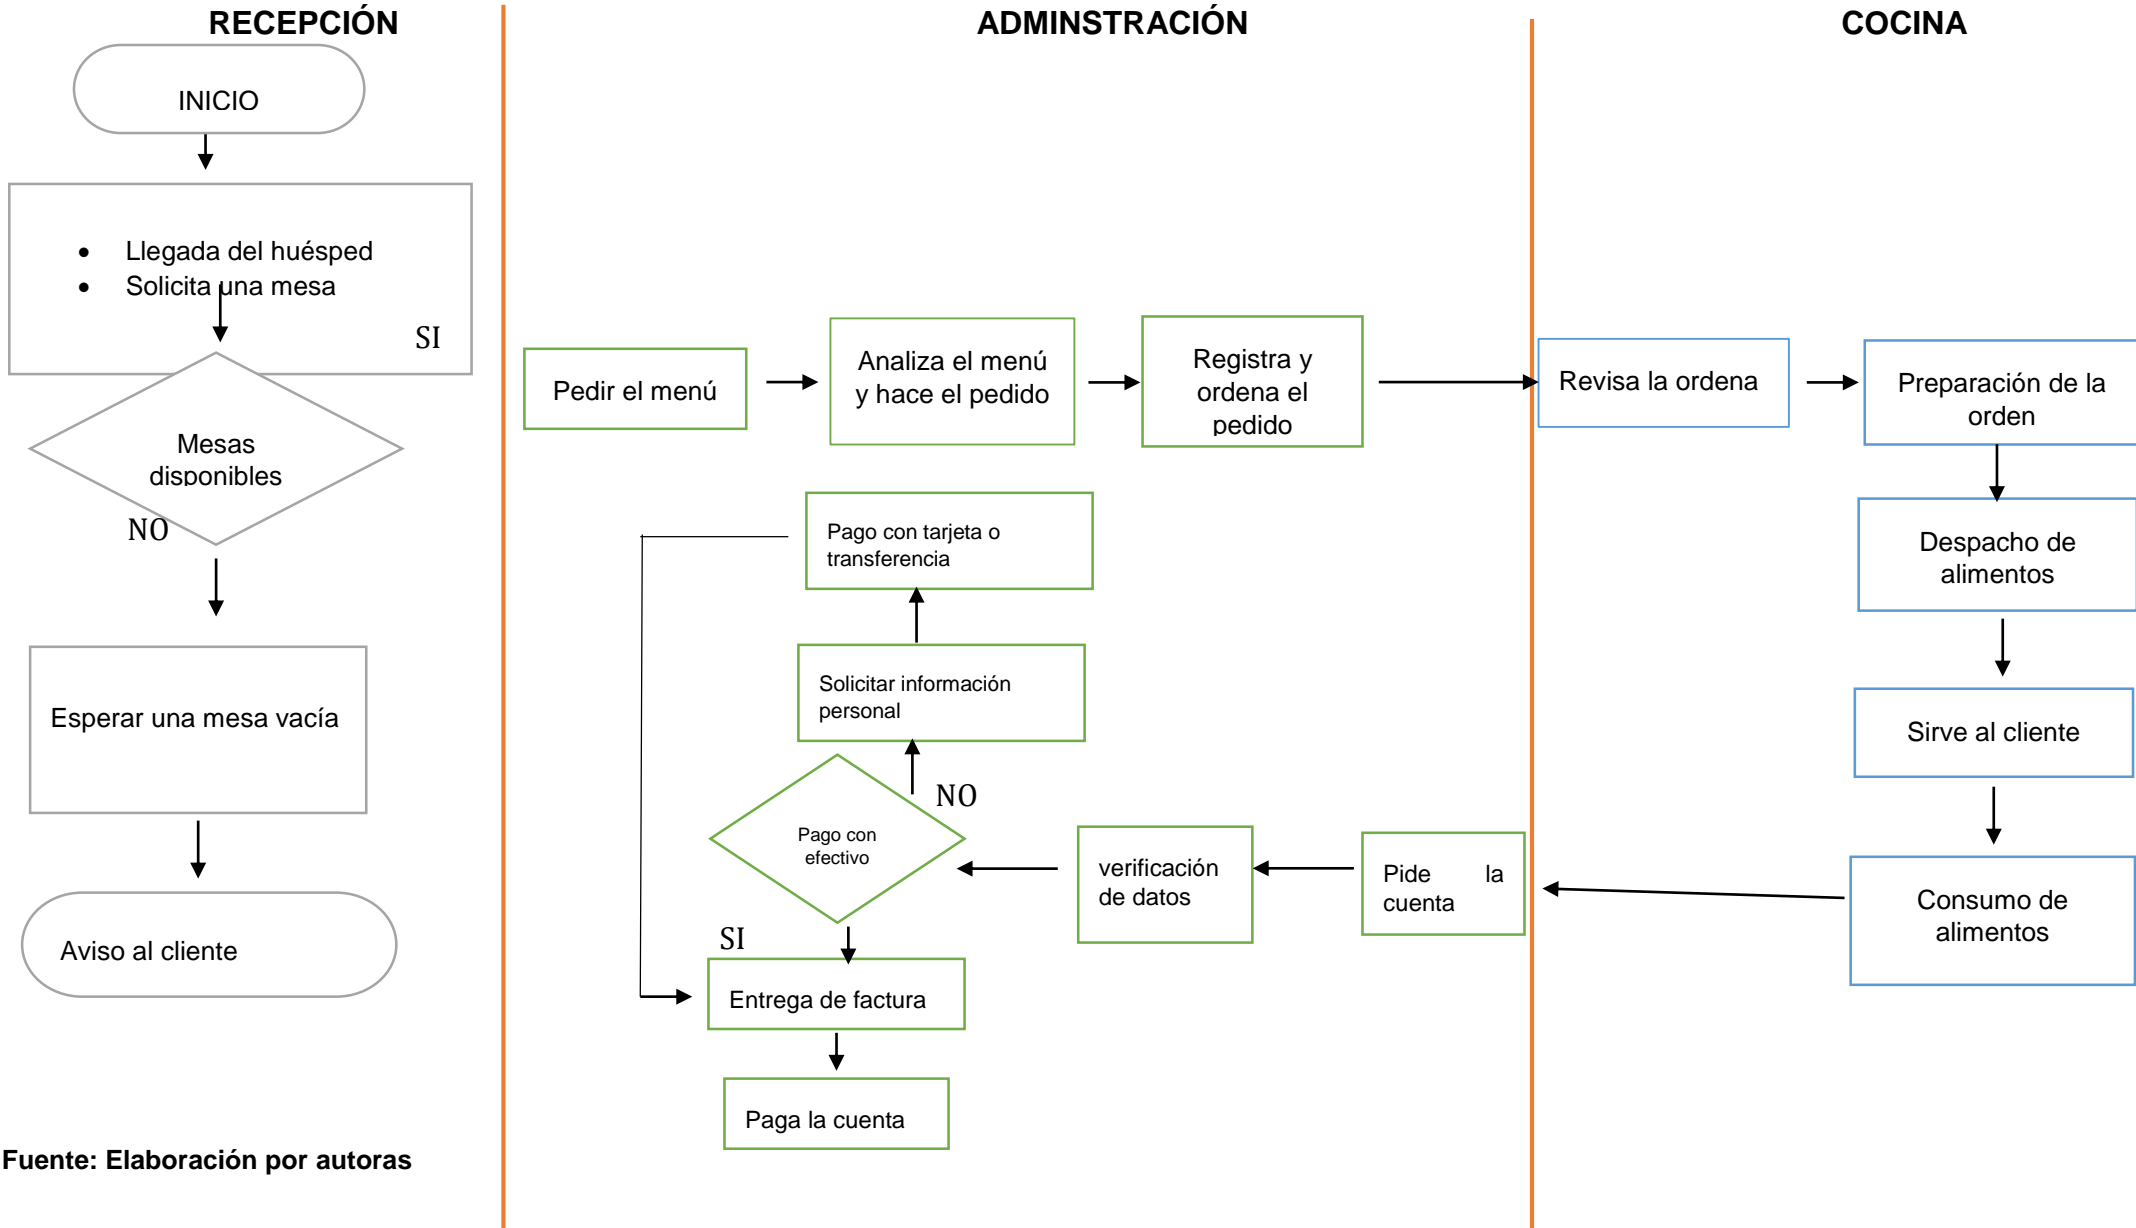 RECEPCIÓN
INICIO
• Llegada del huésped
• Solicita una mesa
SI
Mesas
disponibles
NO
Esperar una mesa vacía
Aviso al cliente
Fuente: Elaboración por autoras
ADMINSTRACIÓN
Pedir el menú
Analiza el menú
y hace el pedido
Registra y
ordena el
pedido
Pago con tarjeta o
transferencia
Solicitar información
personal
NO
Pago con
efectivo
verificación
de datos
Pide la
cuenta
SI
Entrega de factura
Paga la cuenta
COCINA
Revisa la ordena
Preparación de la
orden
Despacho de
alimentos
Sirve al cliente
Consumo de
alimentos